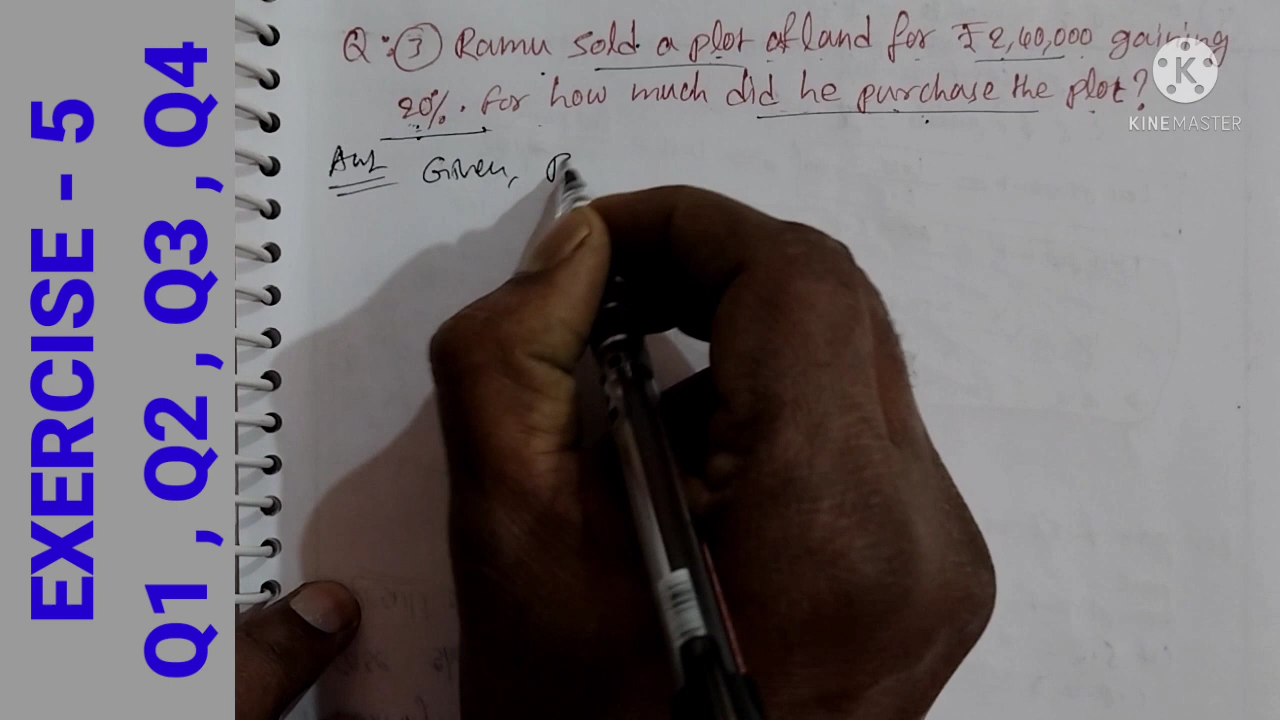 EXERCISE - 5
Q1 , Q2 , Q3 , Q4
Q:③ Ramu sold a plot of land for ₹2,40,000 gaining
20%. For how much did he purchase the plot?
Ans Given,
K
KINEMASTER